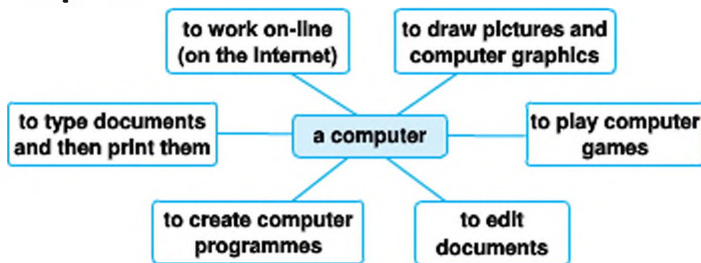 to work on-line
(on the Internet)
to draw pictures and
computer graphics
to type documents
and then print them
a computer
to play computer
games
to create computer
programmes
to edit
documents